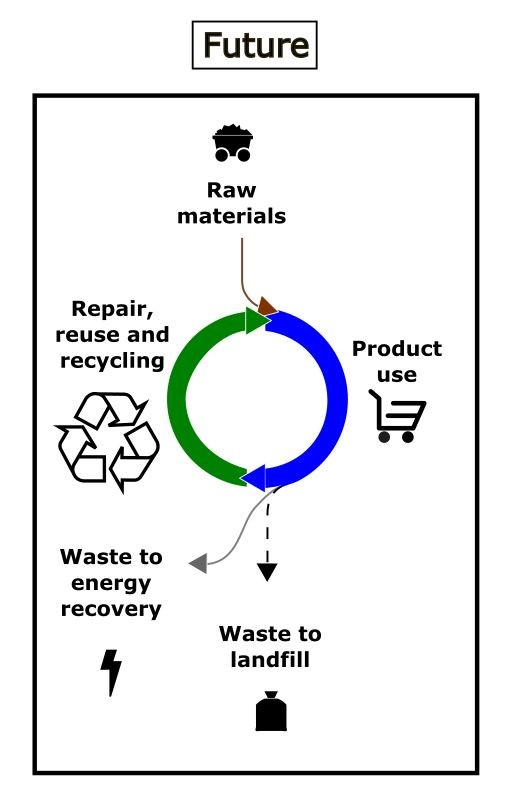 Future
Raw
materials
Repair,
reuse and
recycling
Product
use
Waste to
energy
recovery
Waste to
landfill